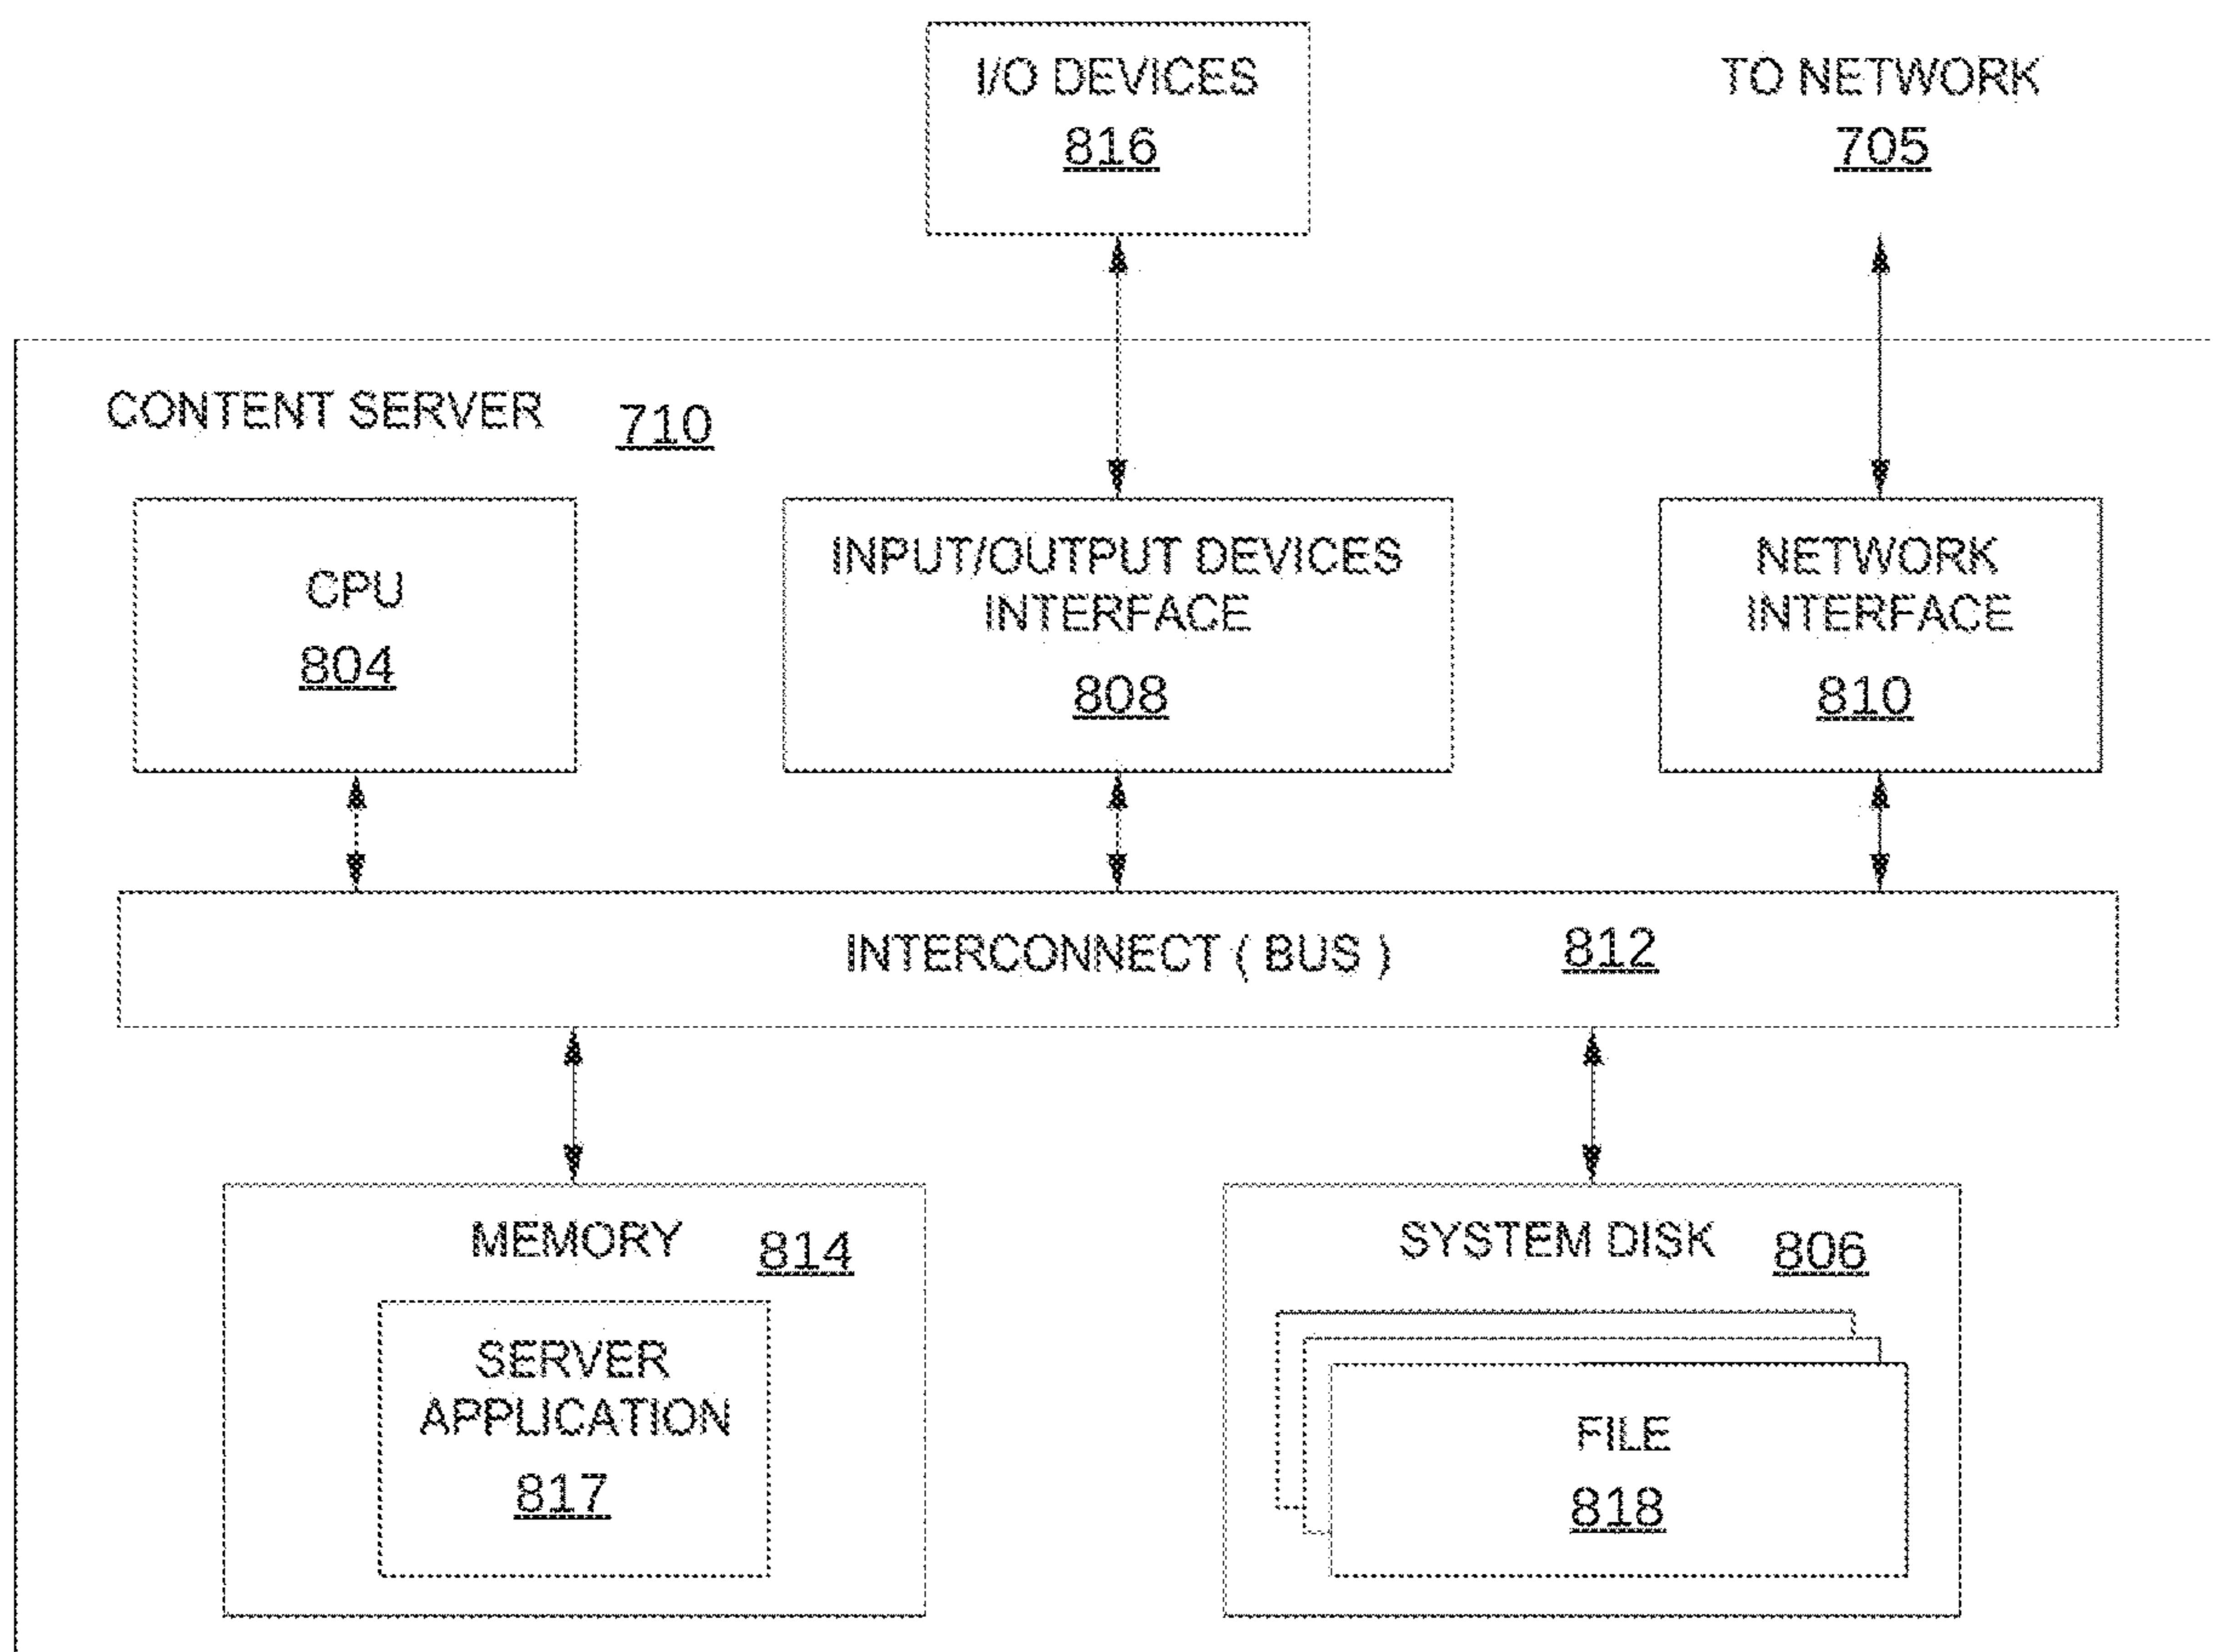 I/O DEVICES
816
TO NETWORK
705
CONTENT SERVER 710
CPU
804
INPUT/OUTPUT DEVICES
INTERFACE
808
NETWORK
INTERFACE
810
INTERCONNECT ( BUS ) 812
MEMORY 814
SERVER
APPLICATION
817
SYSTEM DISK 806
FILE
818